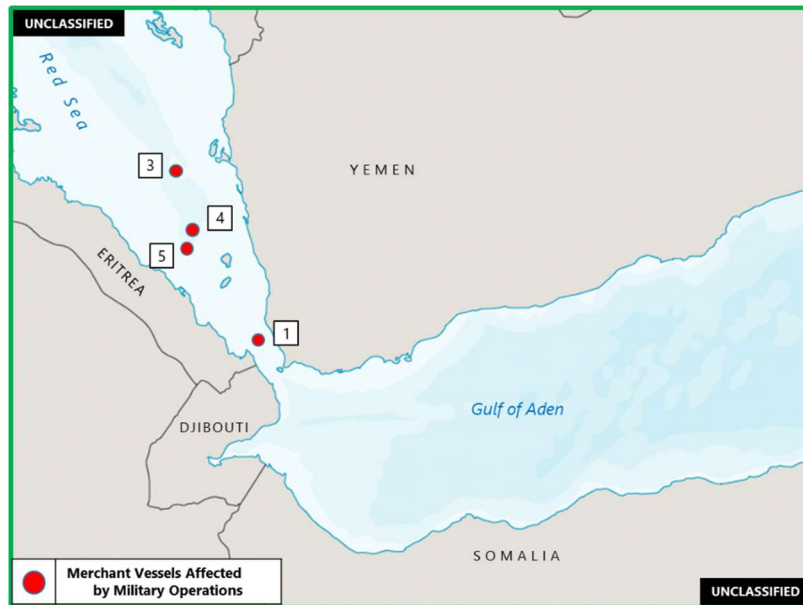 UNCLASSIFIED
Red Sea
3
YEMEN
4
5
ERITREA
1
Gulf of Aden
DJIBOUTI
SOMALIA
Merchant Vessels Affected
by Military Operations
UNCLASSIFIED